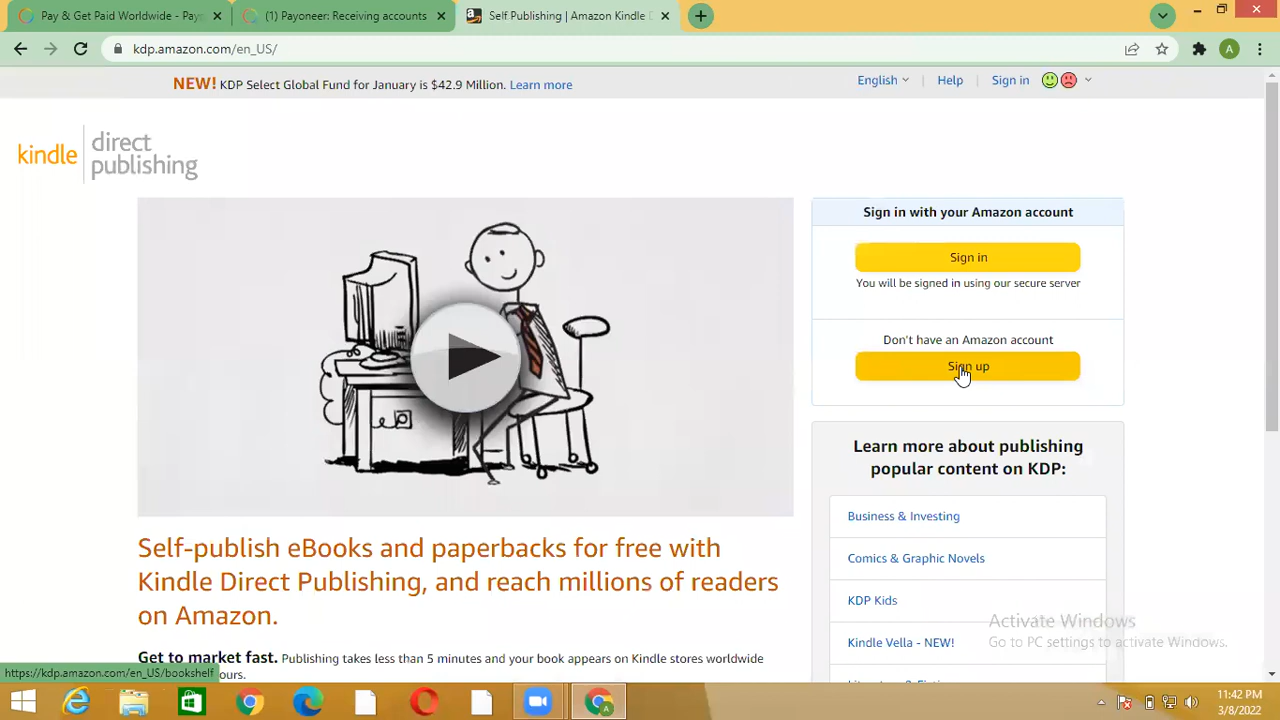 Pay & Get Paid Worldwide - Pay
(1) Payoneer: Receiving accounts
Self Publishing | Amazon Kindle
kdp.amazon.com/en_US/
A
NEW! KDP Select Global Fund for January is $42.9 Million. Learn more
English
Help
Sign in
kindle direct publishing
Sign in with your Amazon account
Sign in
You will be signed in using our secure server
Don't have an Amazon account
Sign up
Learn more about publishing
popular content on KDP:
Business & Investing
Comics & Graphic Novels
KDP Kids
Kindle Vella - NEW!
Self-publish eBooks and paperbacks for free with
Kindle Direct Publishing, and reach millions of readers
on Amazon.
Get to market fast. Publishing takes less than 5 minutes and your book appears on Kindle stores worldwide
Activate Windows
Go to PC settings to activate Windows.
https://kdp.amazon.com/en_US/bookshelf
11:42 PM
3/8/2022